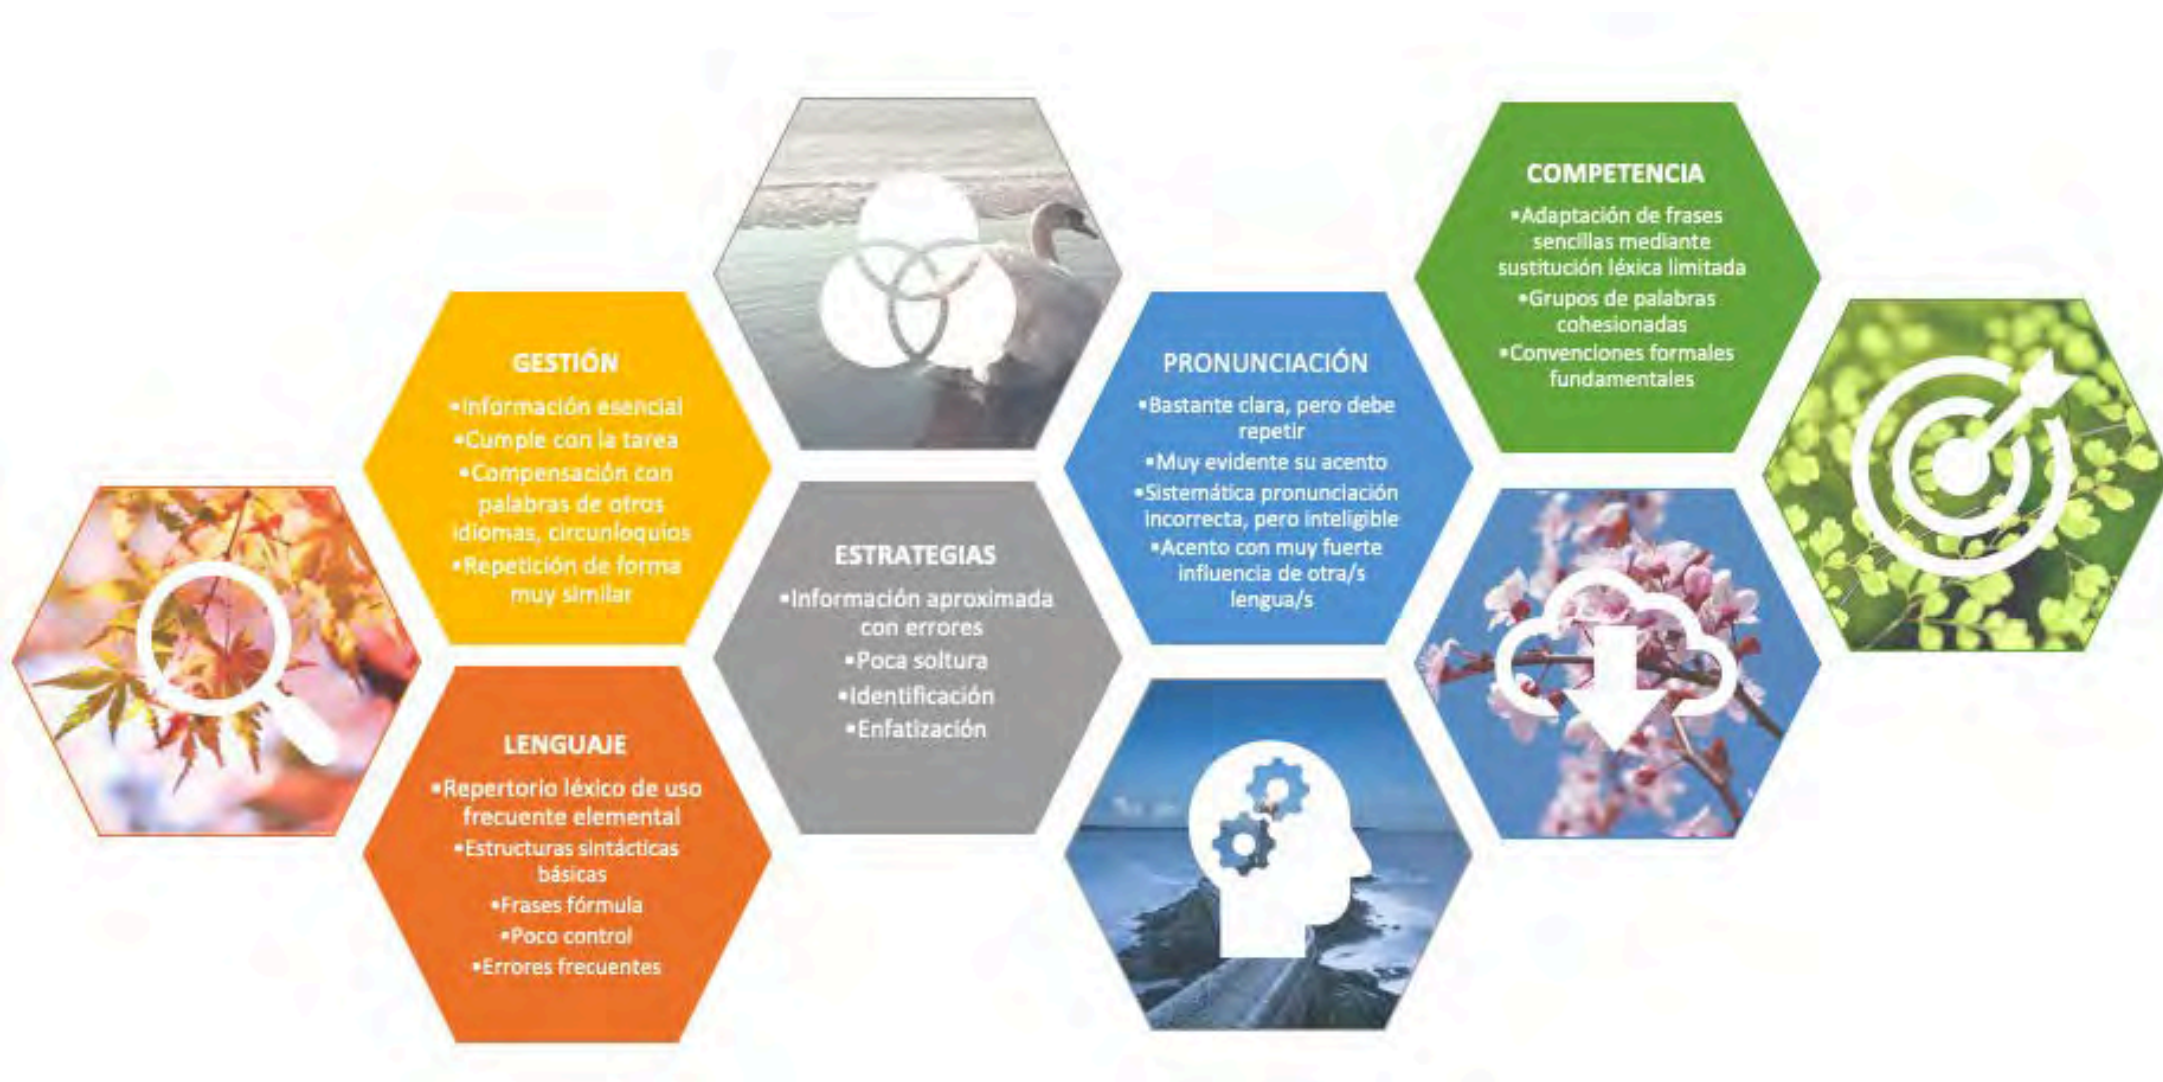 GESTIÓN
▪Información esencial
▪Cumple con la tarea
▪Compensación con
palabras de otros
idiomas, circunloquios
▪Repetición de forma
muy similar
LENGUAJE
▪Repertorio léxico de uso
frecuente elemental
▪Estructuras sintácticas
básicas
▪Frases fórmula
▪Poco control
▪Errores frecuentes
ESTRATEGIAS
▪Información aproximada
con errores
▪Poca soltura
▪Identificación
▪Enfatización
PRONUNCIACIÓN
▪Bastante clara, pero debe
repetir
▪Muy evidente su acento
▪Sistemática pronunciación
incorrecta, pero inteligible
▪Acento con muy fuerte
influencia de otra/s
lengua/s
COMPETENCIA
▪Adaptación de frases
sencillas mediante
sustitución léxica limitada
▪Grupos de palabras
cohesionadas
▪Convenciones formales
fundamentales